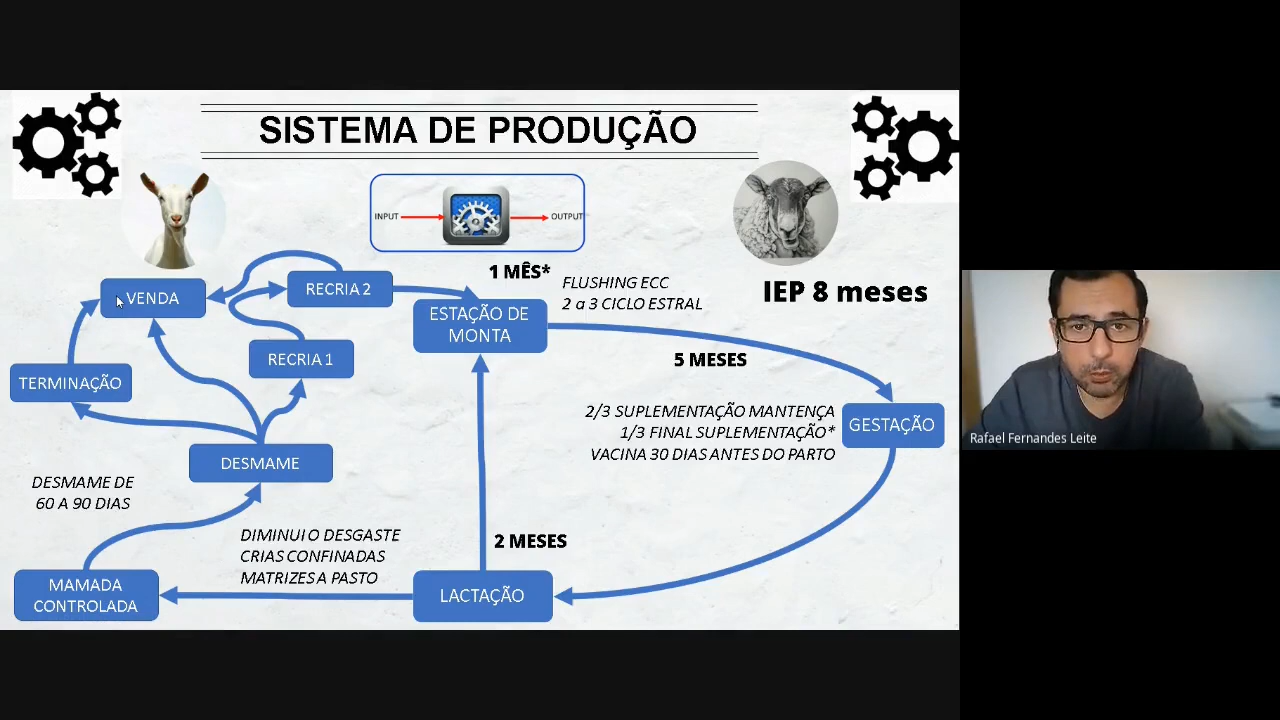 SISTEMA DE PRODUÇÃO
INPUT
OUTPUT
1 MÊS*
FLUSHING ECC
2 a 3 CICLO ESTRAL
IEP 8 meses
VENDA
RECRIA 2
ESTAÇÃO DE
MONTA
RECRIA 1
5 MESES
TERMINAÇÃO
2/3 SUPLEMENTAÇÃO MANTENÇA
1/3 FINAL SUPLEMENTAÇÃO*
VACINA 30 DIAS ANTES DO PARTO
GESTAÇÃO
Rafael Fernandes Leite
DESMAME
DESMAME DE
60 A 90 DIAS
DIMINUI O DESGASTE
CRIAS CONFINADAS
MATRIZES A PASTO
2 MESES
MAMADA
CONTROLADA
LACTAÇÃO